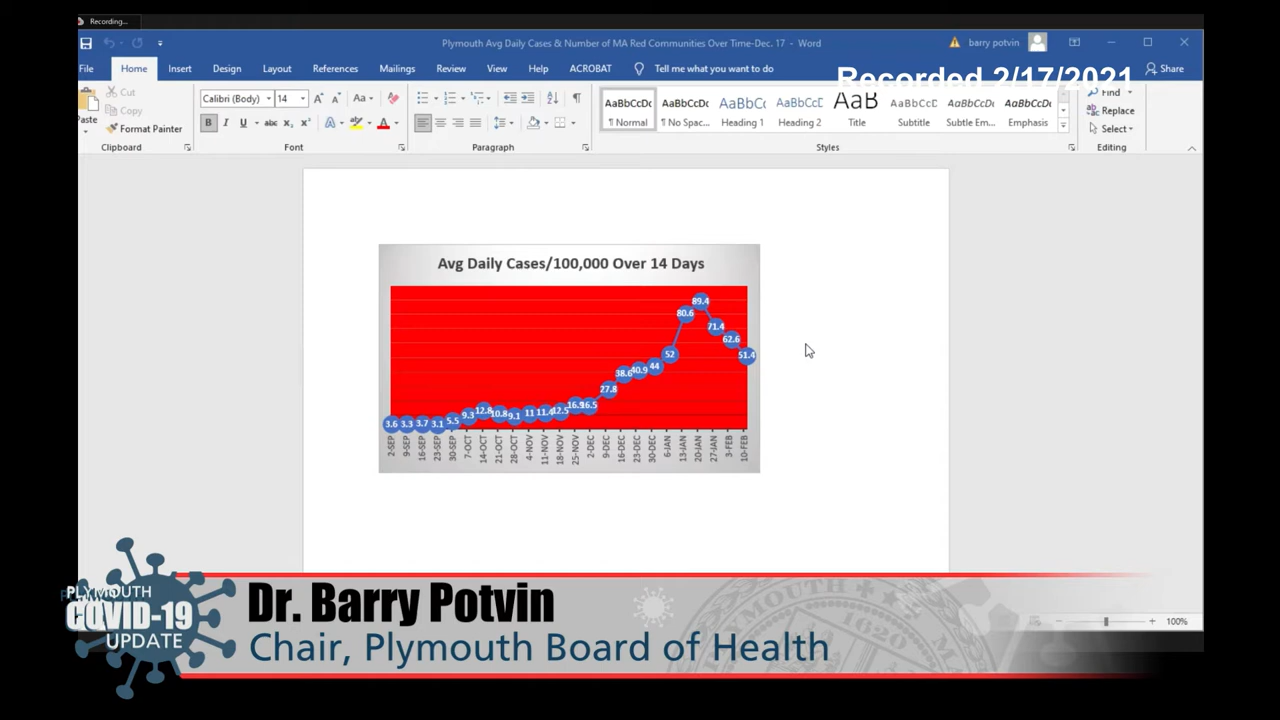 Recording...
Plymouth Avg Daily Cases & Number of MA Red Communities Over Time-Dec. 17 - Word
barry potvin
File Home Insert Design Layout References Mailings Review View Help ACROBAT Tell me what you want to do Share
Recorded 2/17/2021
Paste
Cut
Copy
Format Painter
Clipboard
Calibri (Body) 14
Font
Paragraph
AaBbCcDc AaBbCcDc AaBbCc AaBbCcD AaB AaBbCcD AaBbCcDc AaBbCcDc
¶ Normal ¶ No Spac... Heading 1 Heading 2 Title Subtitle Subtle Em... Emphasis
Styles
Find
Replace
Select
Editing
Avg Daily Cases/100,000 Over 14 Days
3.6 3.3 3.7 3.1 5.5 9.3 12.8 10.8 9.1 11 11.4 12.5 16.9 16.5 27.8 38.6 40.9 44 52 80.6 89.4 71.4 62.6 51.4
2-SEP 9-SEP 16-SEP 23-SEP 30-SEP 7-OCT 14-OCT 21-OCT 28-OCT 4-NOV 11-NOV 18-NOV 25-NOV 2-DEC 9-DEC 16-DEC 23-DEC 30-DEC 6-JAN 13-JAN 20-JAN 27-JAN 3-FEB 10-FEB
PLYMOUTH
COVID-19
UPDATE
Dr. Barry Potvin
Chair, Plymouth Board of Health
100%